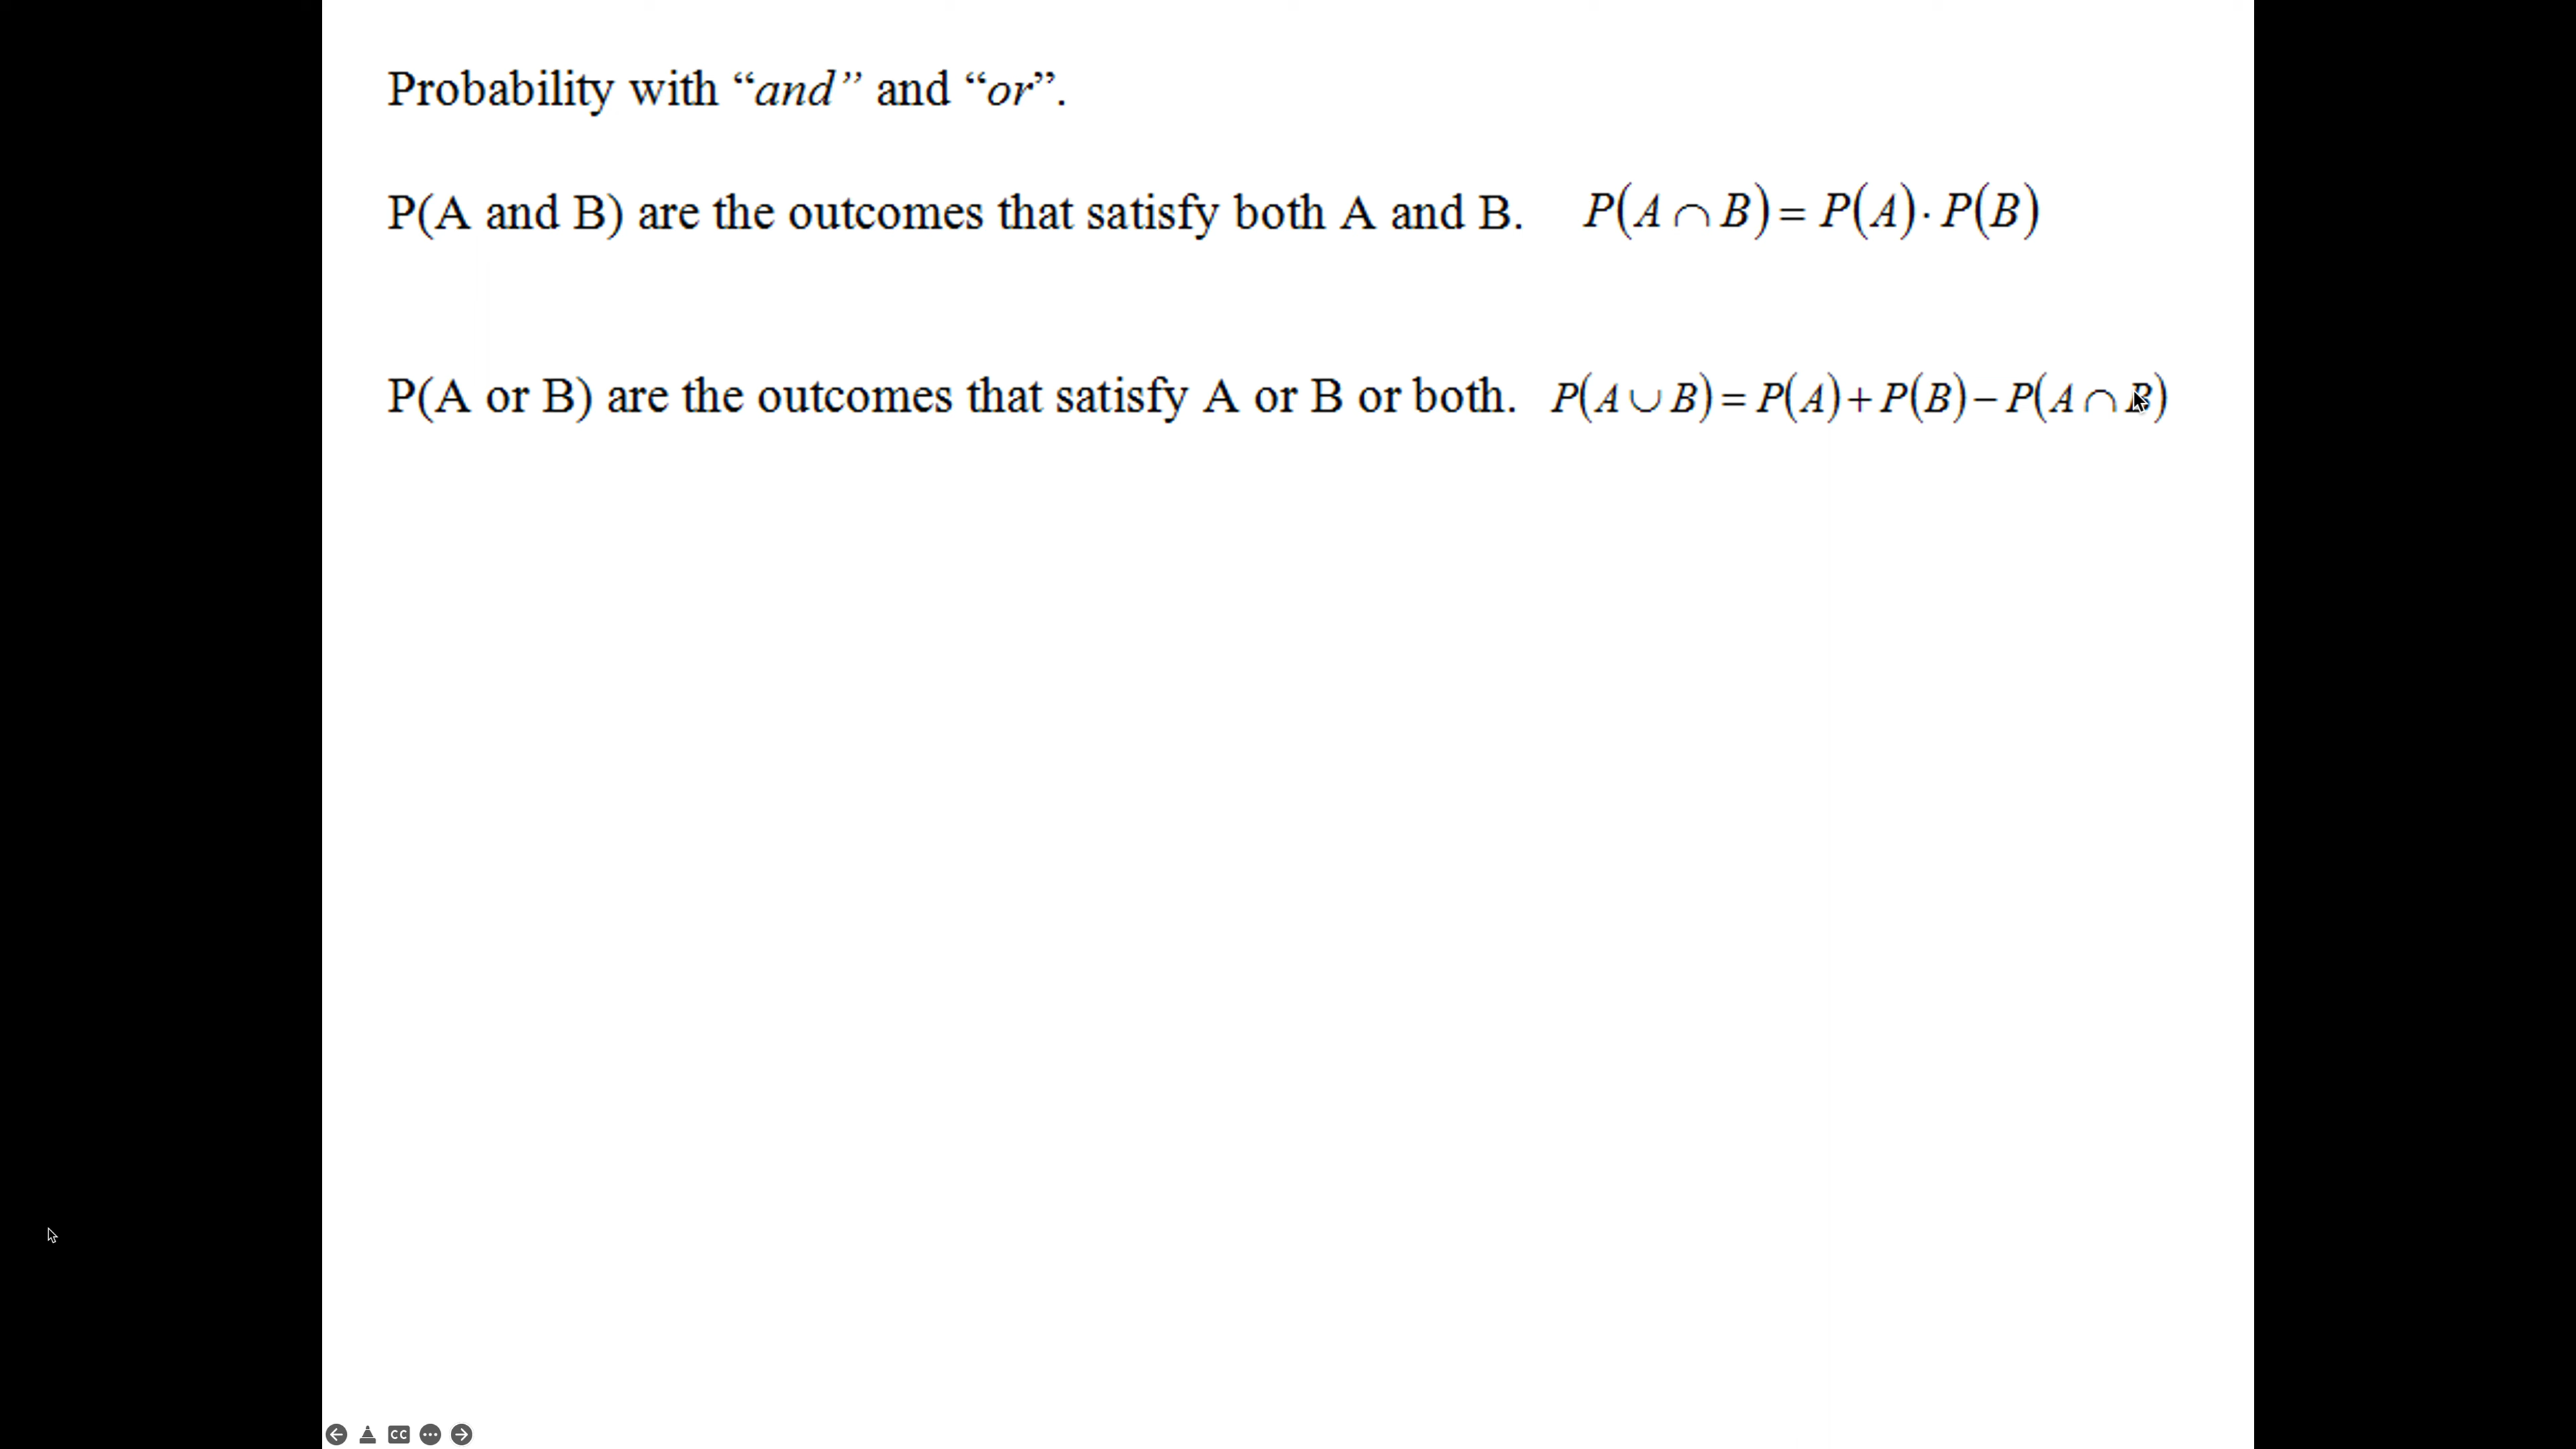 Probability with “and” and “or”.
P(A and B) are the outcomes that satisfy both A and B. P(A ∩ B) = P(A) · P(B)
P(A or B) are the outcomes that satisfy A or B or both. P(A ∪ B) = P(A) + P(B) − P(A ∩ B)
CC